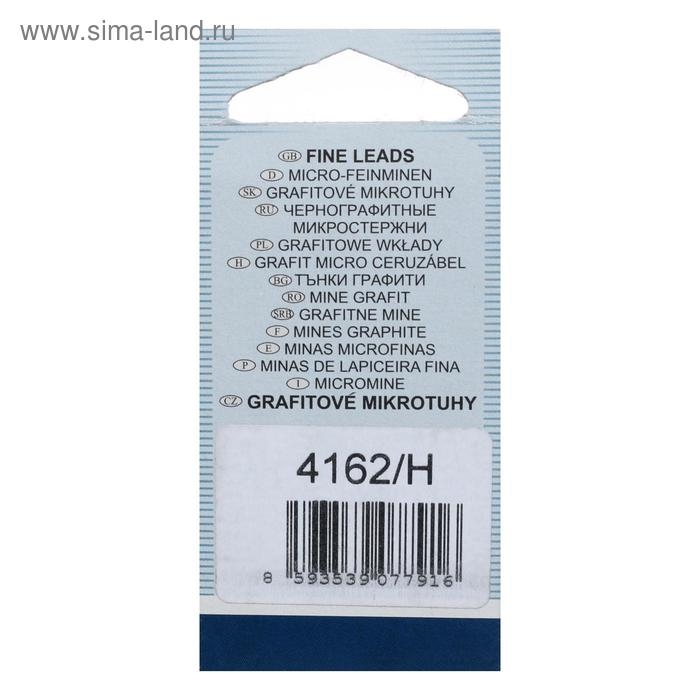 www.sima-land.ru
GB FINE LEADS
D MICRO-FEINMINEN
SK GRAFITOVÉ MIKROTUHY
RU ЧЕРНОГРАФИТНЫЕ
МИКРОСТЕРЖНИ
PL GRAFITOWE WKŁADY
H GRAFIT MICRO CERUZÁBEL
BG ТЪНКИ ГРАФИТИ
RO MINE GRAFIT
SRB GRAFITNE MINE
F MINES GRAPHITE
E MINAS MICROFINAS
P MINAS DE LAPICEIRA FINA
I MICROMINE
CZ GRAFITOVÉ MIKROTUHY
4162/H
8 593539 077916